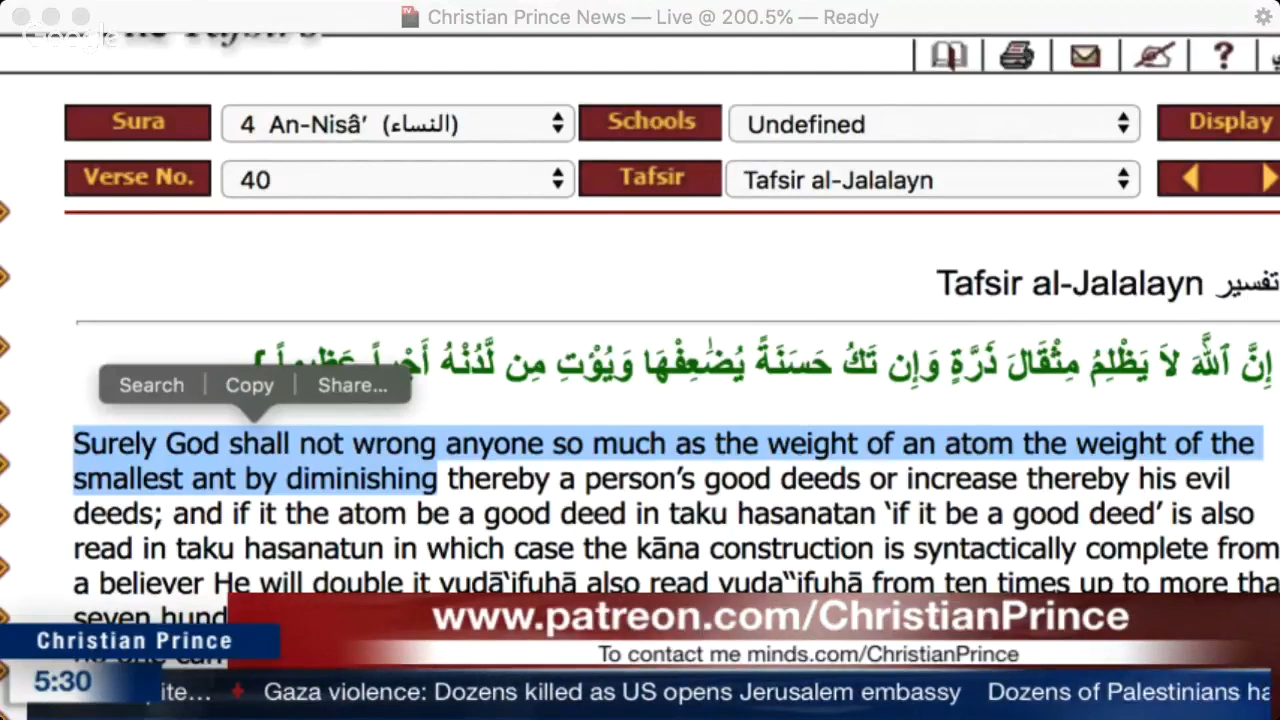 Christian Prince News — Live @ 200.5% — Ready
Google
?
Sura 4 An-Nisâ' (النساء) Schools Undefined Display
Verse No. 40 Tafsir Tafsir al-Jalalayn
Tafsir al-Jalalayn تفسير
إِنَّ ٱللَّهَ لاَ يَظْلِمُ مِثْقَالَ ذَرَّةٍ وَإِن تَكُ حَسَنَةً يُضَٰعِفْهَا وَيُؤْتِ مِن لَّدُنْهُ أَجْراً عَظِيماً
Search Copy Share...
Surely God shall not wrong anyone so much as the weight of an atom the weight of the
smallest ant by diminishing thereby a person's good deeds or increase thereby his evil
deeds; and if it the atom be a good deed in taku hasanatan 'if it be a good deed' is also
read in taku hasanatun in which case the kāna construction is syntactically complete from
a believer He will double it yudā'ifuhā also read yuda''ifuhā from ten times up to more tha
seven hund
no one can
www.patreon.com/ChristianPrince
Christian Prince
To contact me minds.com/ChristianPrince
5:30 ite... Gaza violence: Dozens killed as US opens Jerusalem embassy Dozens of Palestinians ha